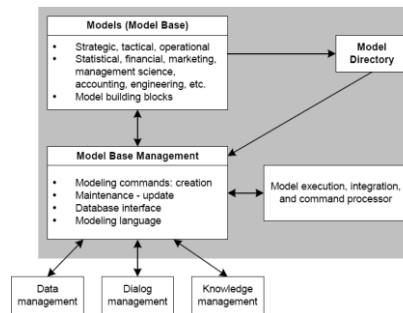 Models (Model Base)
• Strategic, tactical, operational
• Statistical, financial, marketing,
management science,
accounting, engineering, etc.
• Model building blocks
Model
Directory
Model Base Management
• Modeling commands: creation
• Maintenance - update
• Database interface
• Modeling language
Model execution, integration,
and command processor
Data
management
Dialog
management
Knowledge
management